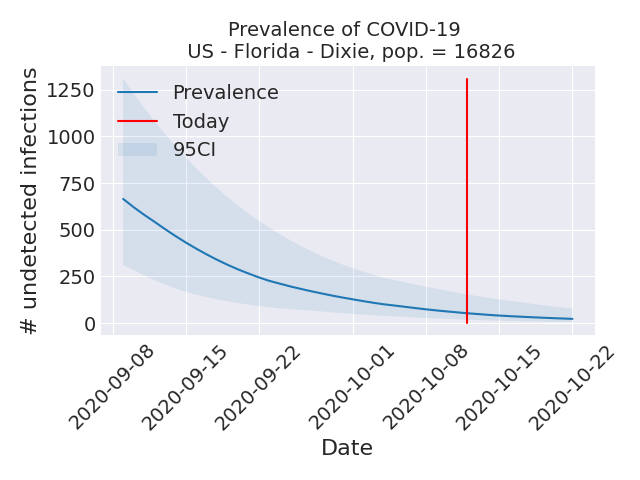 Prevalence of COVID-19
US - Florida - Dixie, pop. = 16826
# undetected infections
1250
1000
750
500
250
0
Prevalence
Today
95CI
2020-09-08
2020-09-15
2020-09-22
2020-10-01
2020-10-08
2020-10-15
2020-10-22
Date